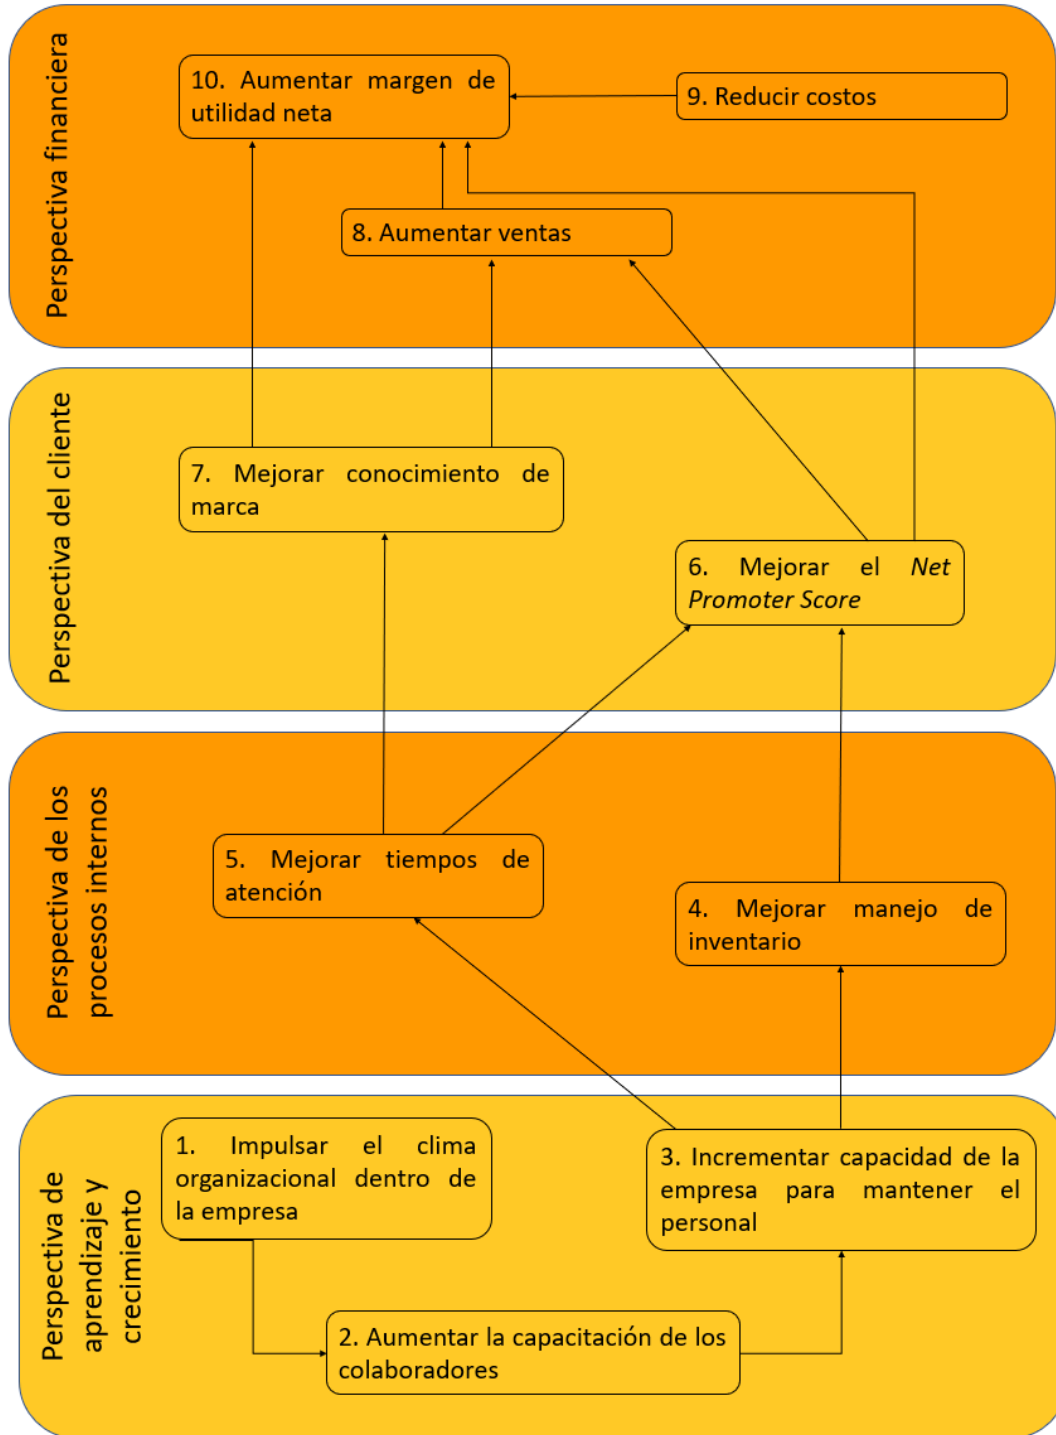 Perspectiva financiera
10. Aumentar margen de
utilidad neta
9. Reducir costos
8. Aumentar ventas
Perspectiva del cliente
7. Mejorar conocimiento de
marca
6. Mejorar el Net
Promoter Score
Perspectiva de los
procesos internos
5. Mejorar tiempos de
atención
4. Mejorar manejo de
inventario
Perspectiva de
aprendizaje y
crecimiento
1. Impulsar el clima
organizacional dentro de
la empresa
3. Incrementar capacidad de la
empresa para mantener el
personal
2. Aumentar la capacitación de los
colaboradores